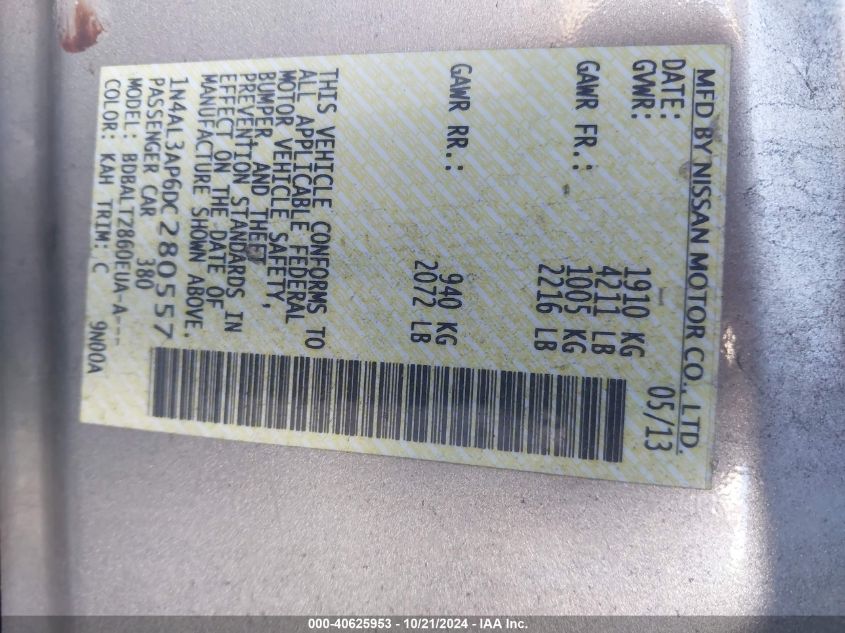 MFD BY NISSAN MOTOR CO., LTD.
DATE: 05/13
GVWR: 1910 KG
4211 LB
GAWR FR.: 1005 KG
2216 LB
GAWR RR.: 940 KG
2072 LB
THIS VEHICLE CONFORMS TO
ALL APPLICABLE FEDERAL
MOTOR VEHICLE SAFETY,
BUMPER, AND THEFT
PREVENTION STANDARDS IN
EFFECT ON THE DATE OF
MANUFACTURE SHOWN ABOVE.
1N4AL3AP6DC280557
PASSENGER CAR 380
MODEL: BDBALT2860EUA-A--
COLOR: KAH TRIM: C 9N00A
000-40625953 - 10/21/2024 - IAA Inc.